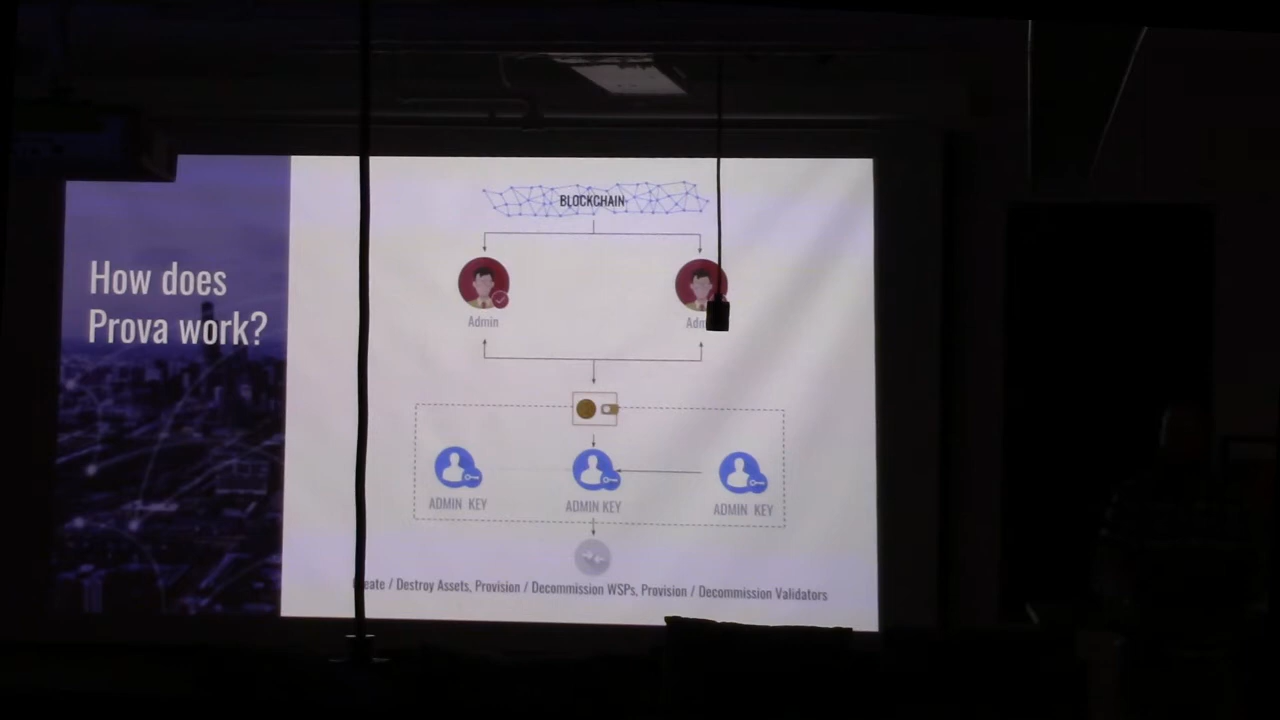 How does
Prova work?
BLOCKCHAIN
Admin
ADMIN KEY
ADMIN KEY
ADMIN KEY
/ Destroy Assets, Provision / Decommission WSPs, Provision / Decommission Validators